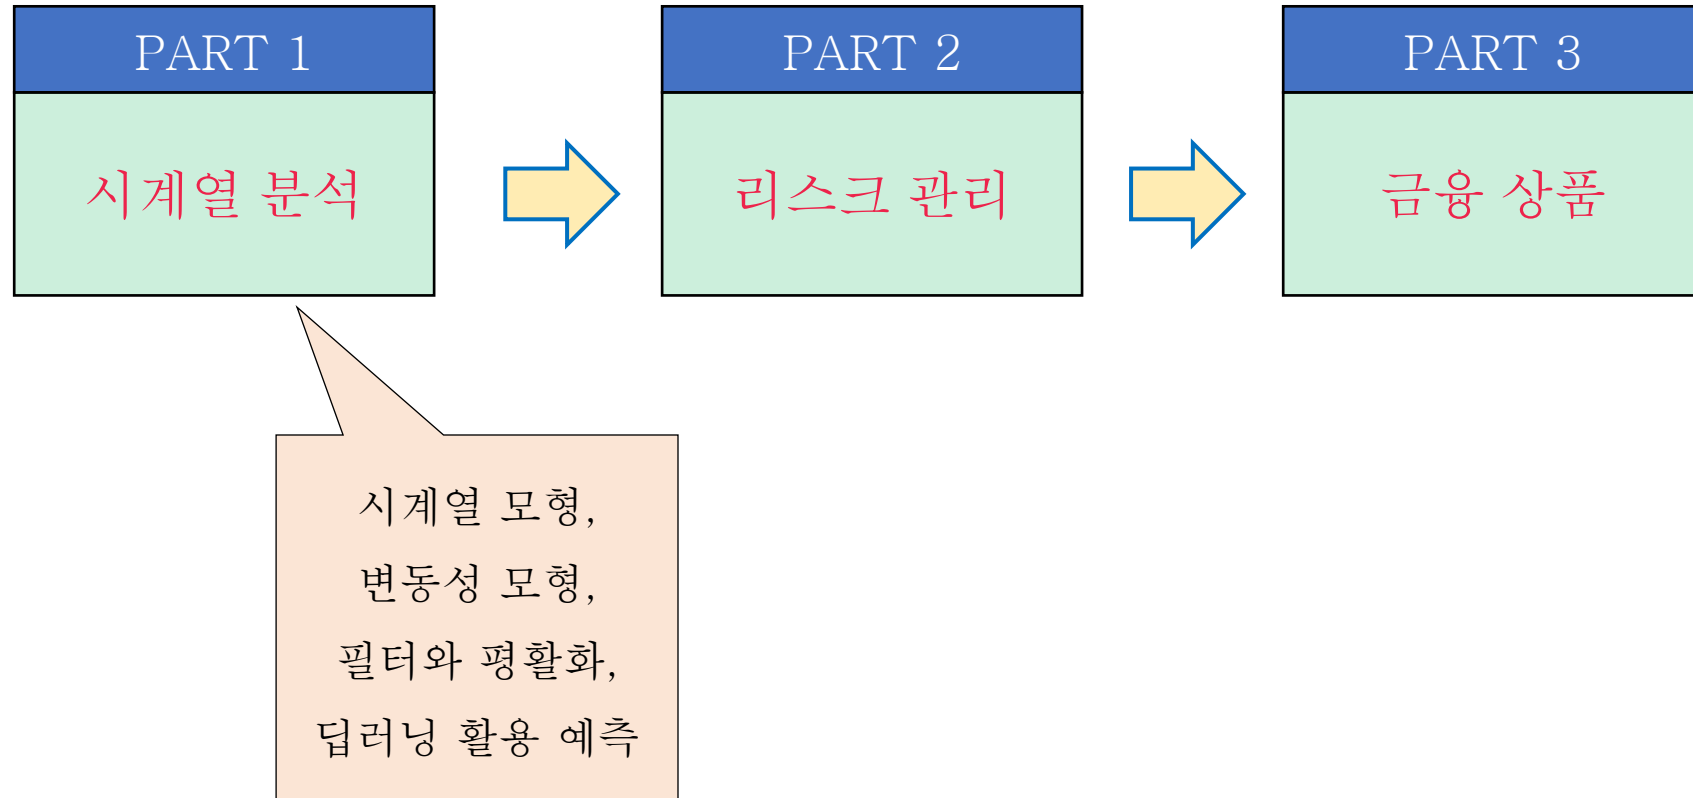 PART 1
PART 2
PART 3
시계열 분석
리스크 관리
금융 상품
시계열 모형,
변동성 모형,
필터와 평활화,
딥러닝 활용 예측